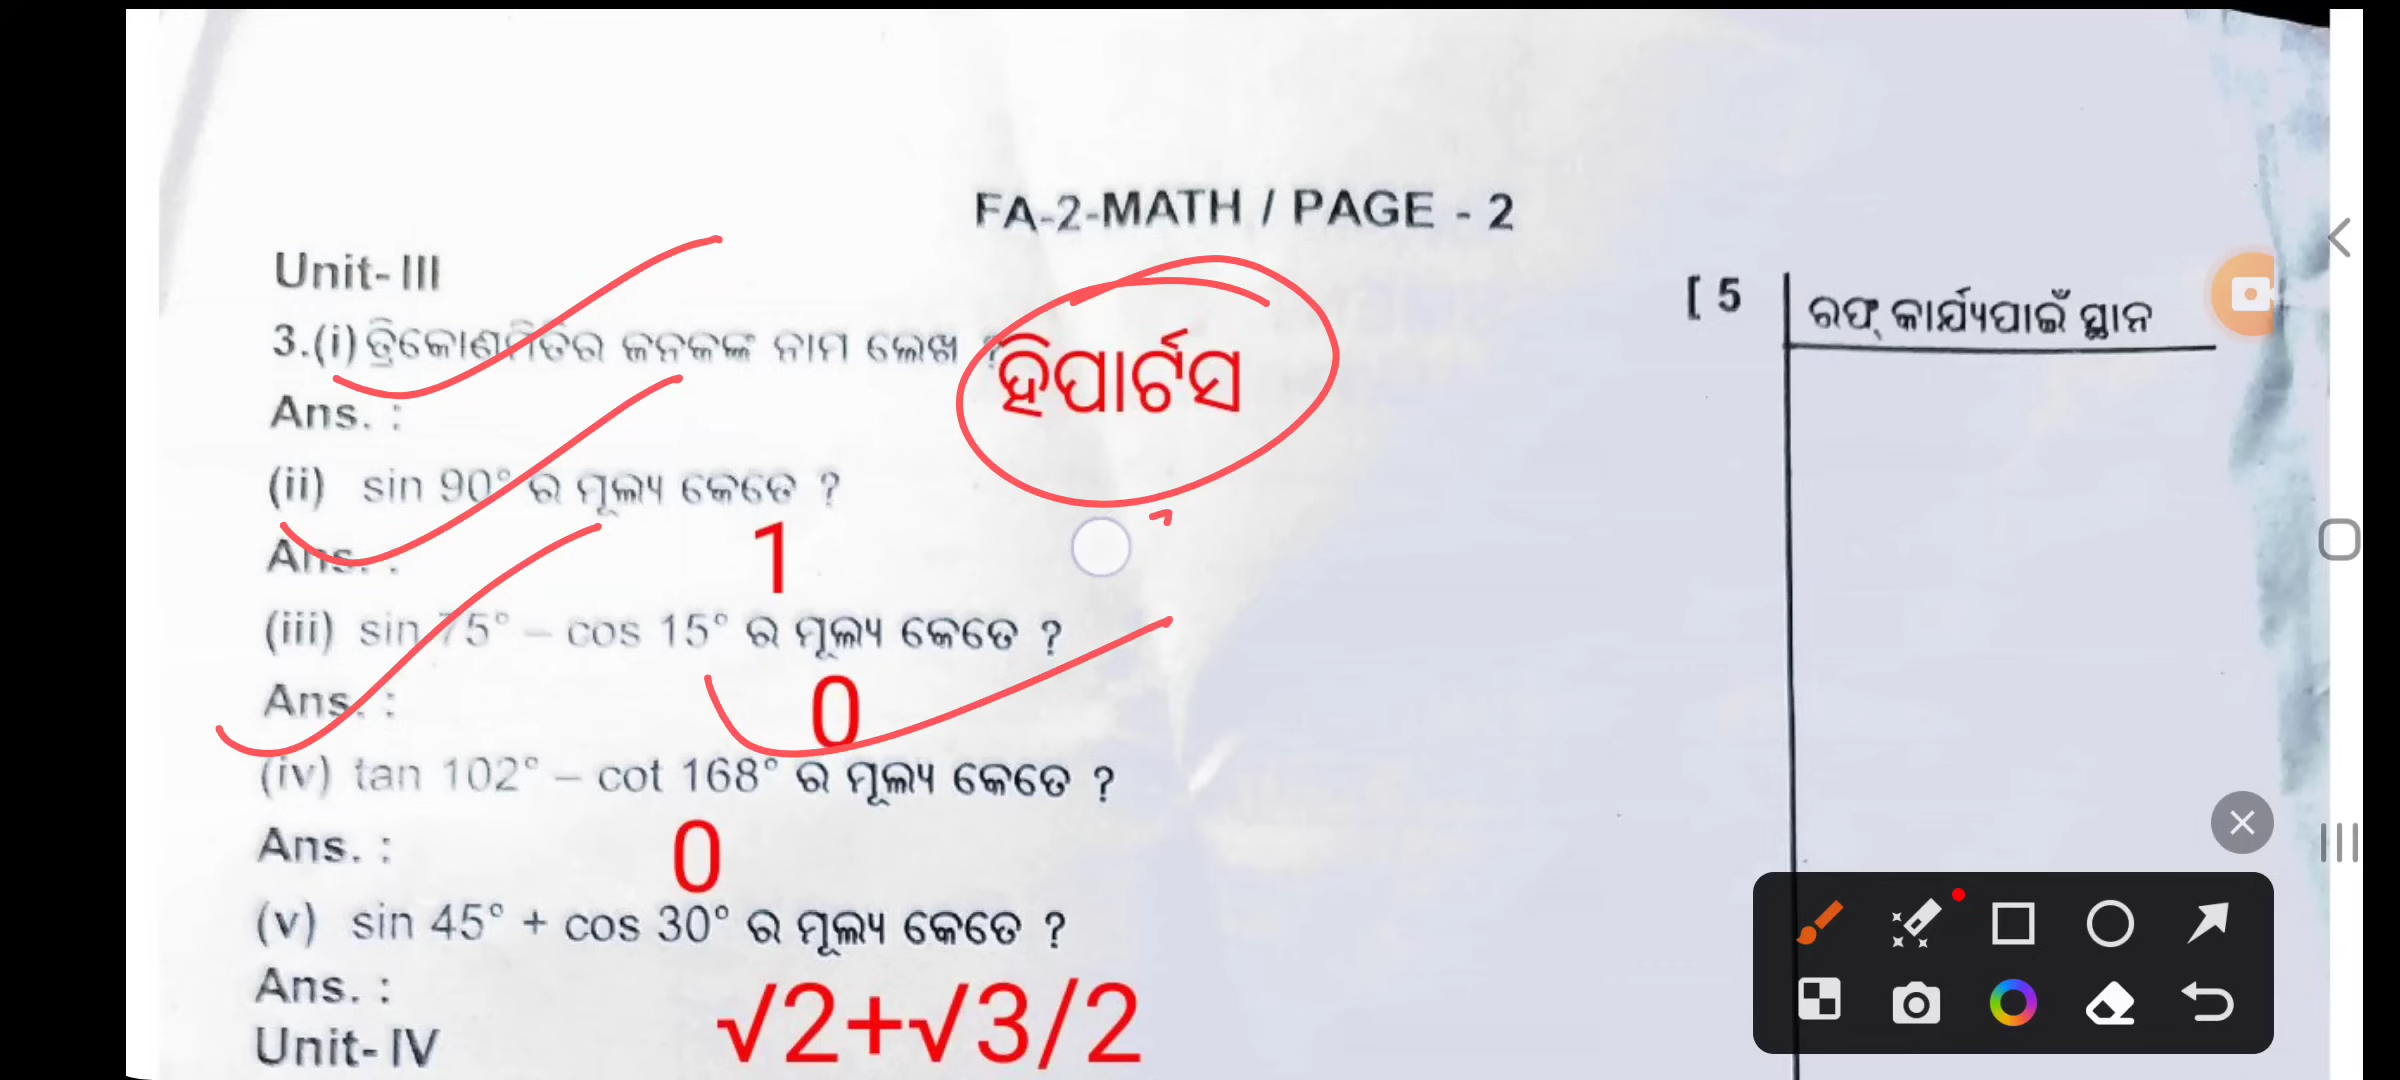 FA-2-MATH / PAGE - 2
Unit-III
[ 5
ରଫ୍ କାର୍ଯ୍ୟପାଇଁ ସ୍ଥାନ
3.(i) ତ୍ରିକୋଣମିତିର ଜନକଙ୍କ ନାମ ଲେଖ ?
ହିପାର୍ଟସ
Ans. :
(ii) sin 90° ର ମୂଲ୍ୟ କେତେ ?
Ans. :
1
(iii) sin 75° – cos 15° ର ମୂଲ୍ୟ କେତେ ?
Ans. :
0
(iv) tan 102° – cot 168° ର ମୂଲ୍ୟ କେତେ ?
Ans. :
0
(v) sin 45° + cos 30° ର ମୂଲ୍ୟ କେତେ ?
Ans. :
√2+√3/2
Unit-IV